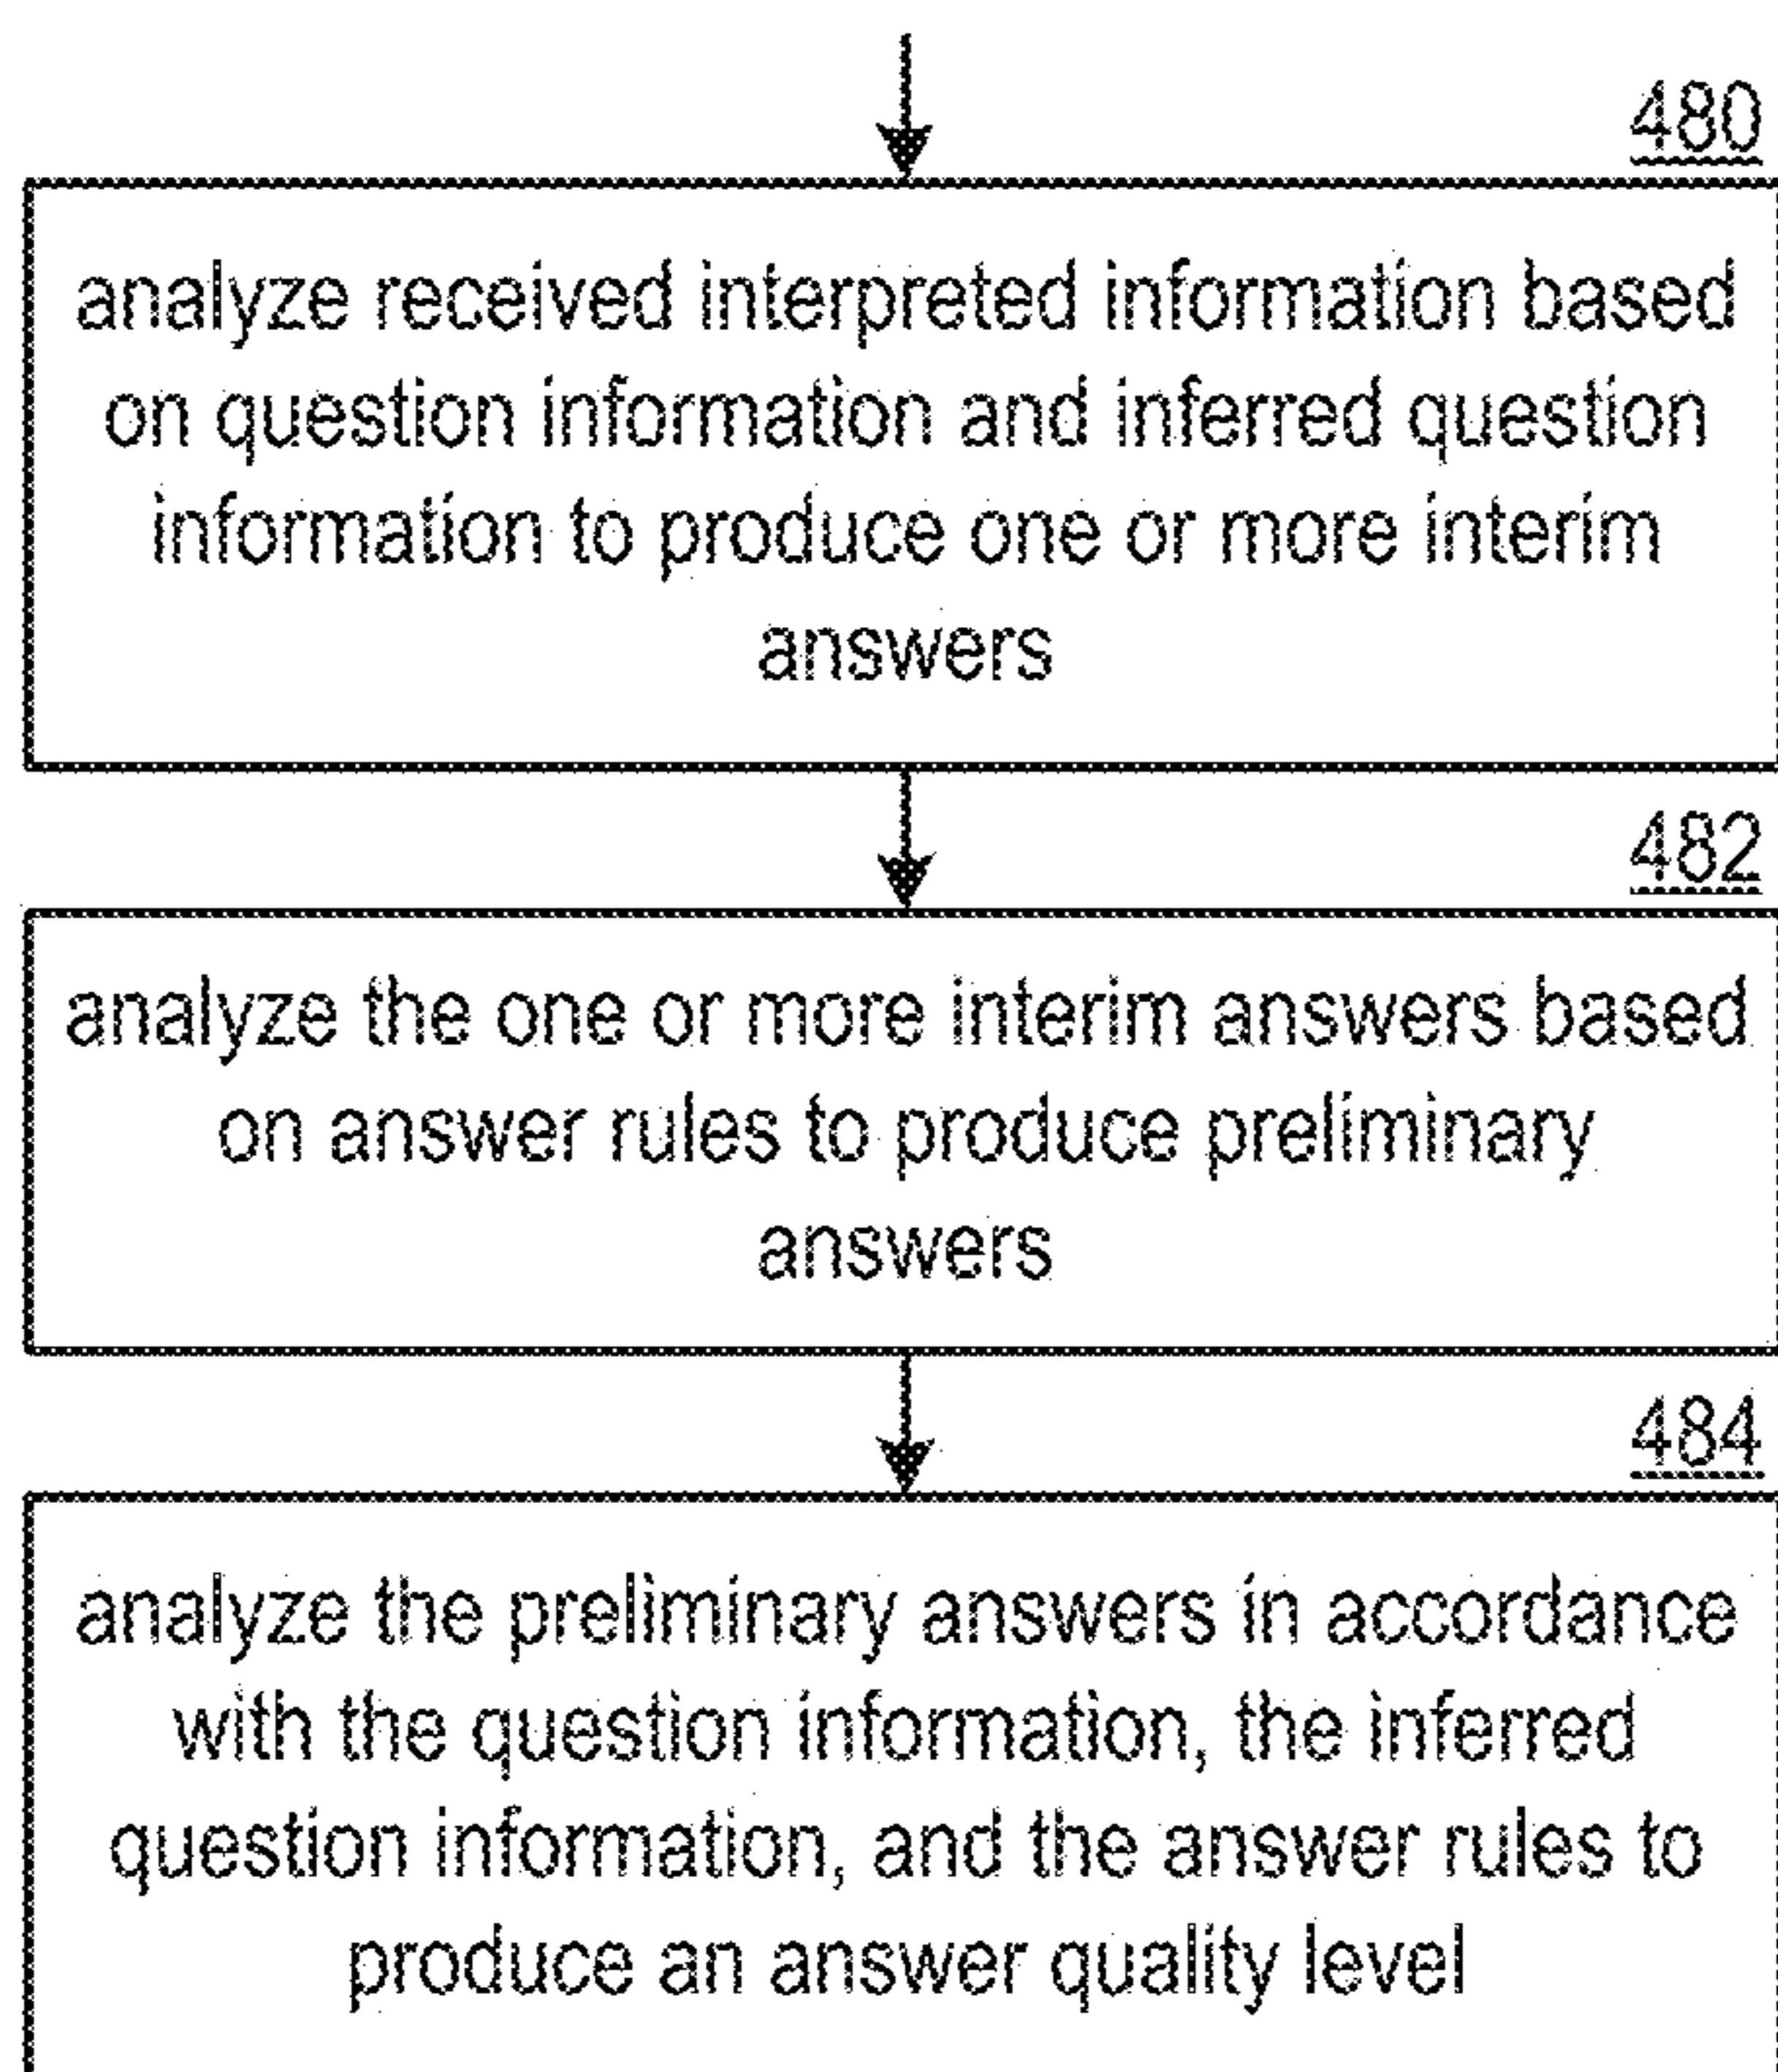 480
analyze received interpreted information based
on question information and inferred question
information to produce one or more interim
answers
482
analyze the one or more interim answers based
on answer rules to produce preliminary
answers
484
analyze the preliminary answers in accordance
with the question information, the inferred
question information, and the answer rules to
produce an answer quality level